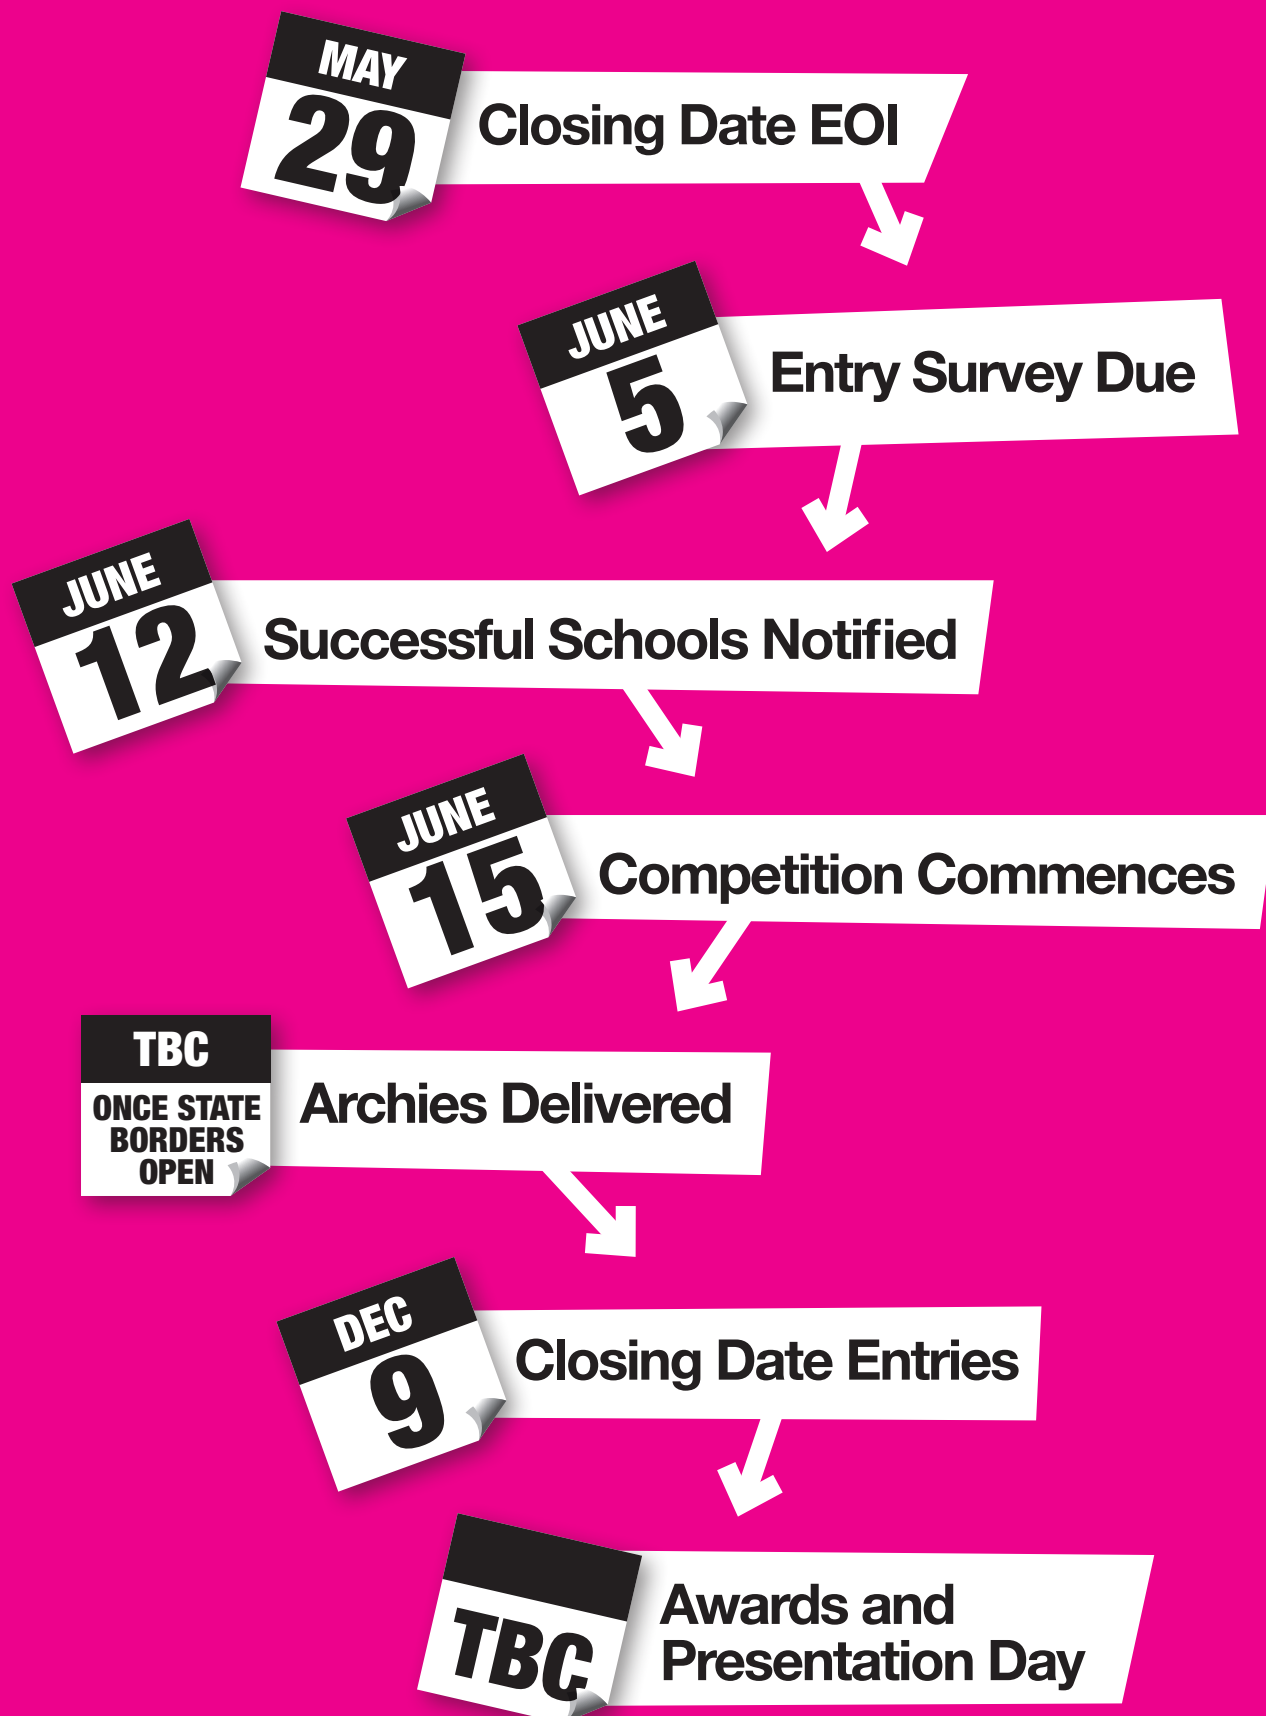 MAY
29
Closing Date EOI
JUNE
5
Entry Survey Due
JUNE
12
Successful Schools Notified
JUNE
15
Competition Commences
TBC
ONCE STATE
BORDERS
OPEN
Archies Delivered
DEC
9
Closing Date Entries
TBC
Awards and
Presentation Day